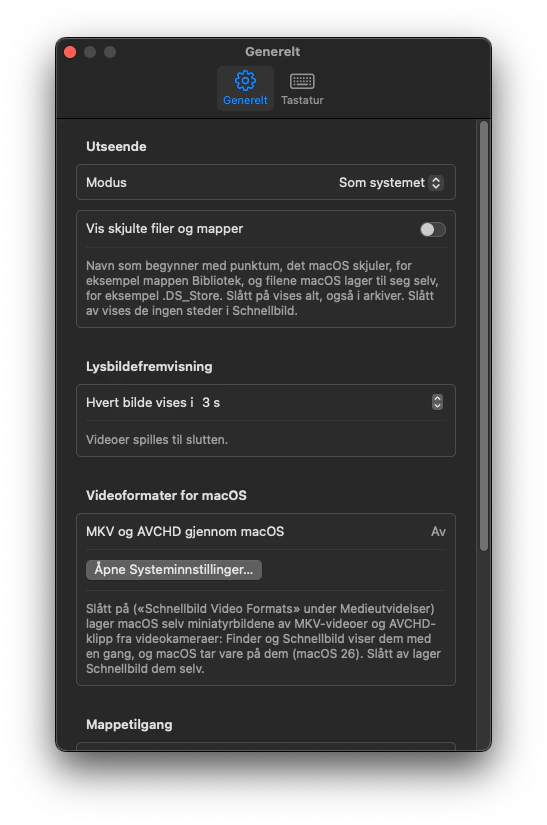 Generelt
Generelt
Tastatur
Utseende
Modus
Som systemet
Vis skjulte filer og mapper
Navn som begynner med punktum, det macOS skjuler, for
eksempel mappen Bibliotek, og filene macOS lager til seg selv,
for eksempel .DS_Store. Slått på vises alt, også i arkiver. Slått
av vises de ingen steder i Schnellbild.
Lysbildefremvisning
Hvert bilde vises i 3 s
Videoer spilles til slutten.
Videoformater for macOS
MKV og AVCHD gjennom macOS
Av
Åpne Systeminnstillinger...
Slått på («Schnellbild Video Formats» under Medieutvidelser)
lager macOS selv miniatyrbildene av MKV-videoer og AVCHD-
klipp fra videokameraer: Finder og Schnellbild viser dem med
en gang, og macOS tar vare på dem (macOS 26). Slått av lager
Schnellbild dem selv.
Mappetilgang